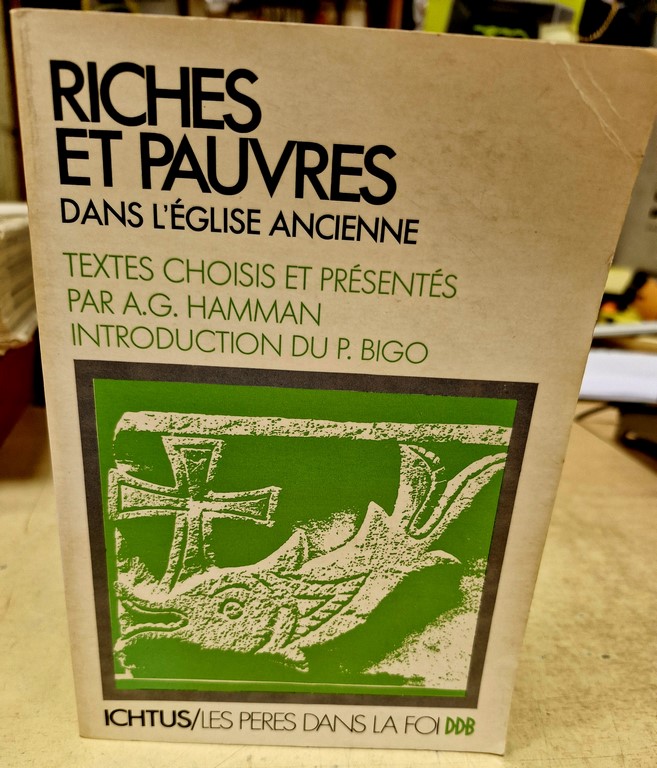 RICHES
ET PAUVRES
DANS L'ÉGLISE ANCIENNE
TEXTES CHOISIS ET PRÉSENTÉS
PAR A.G. HAMMAN
INTRODUCTION DU P. BIGO
ICHTUS/LES PERES DANS LA FOI DDB